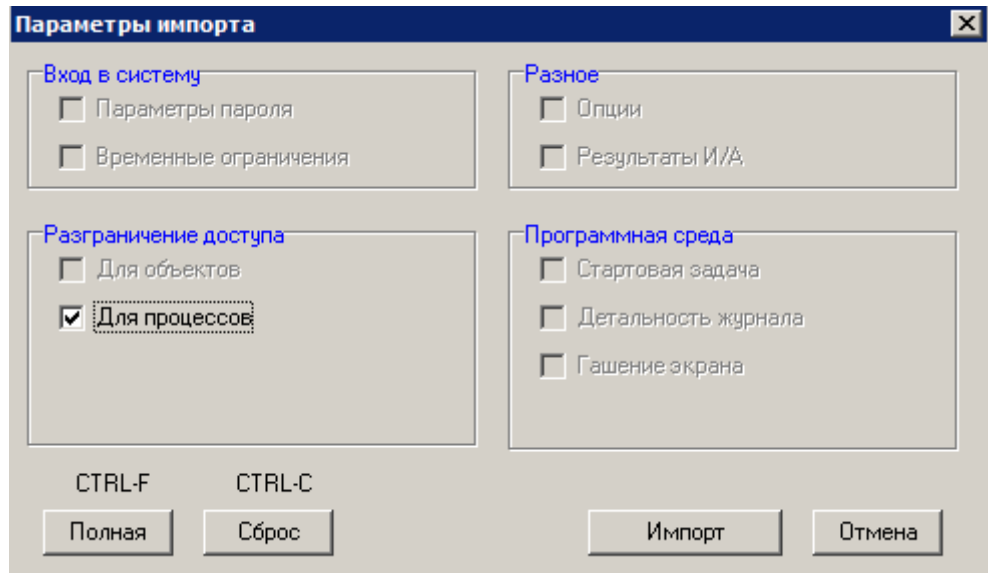 Параметры импорта
Вход в систему
Параметры пароля
Временные ограничения
Разное
Опции
Результаты И/А
Разграничение доступа
Для объектов
Для процессов
Программная среда
Стартовая задача
Детальность журнала
Гашение экрана
CTRL-F CTRL-C
Полная Сброс Импорт Отмена